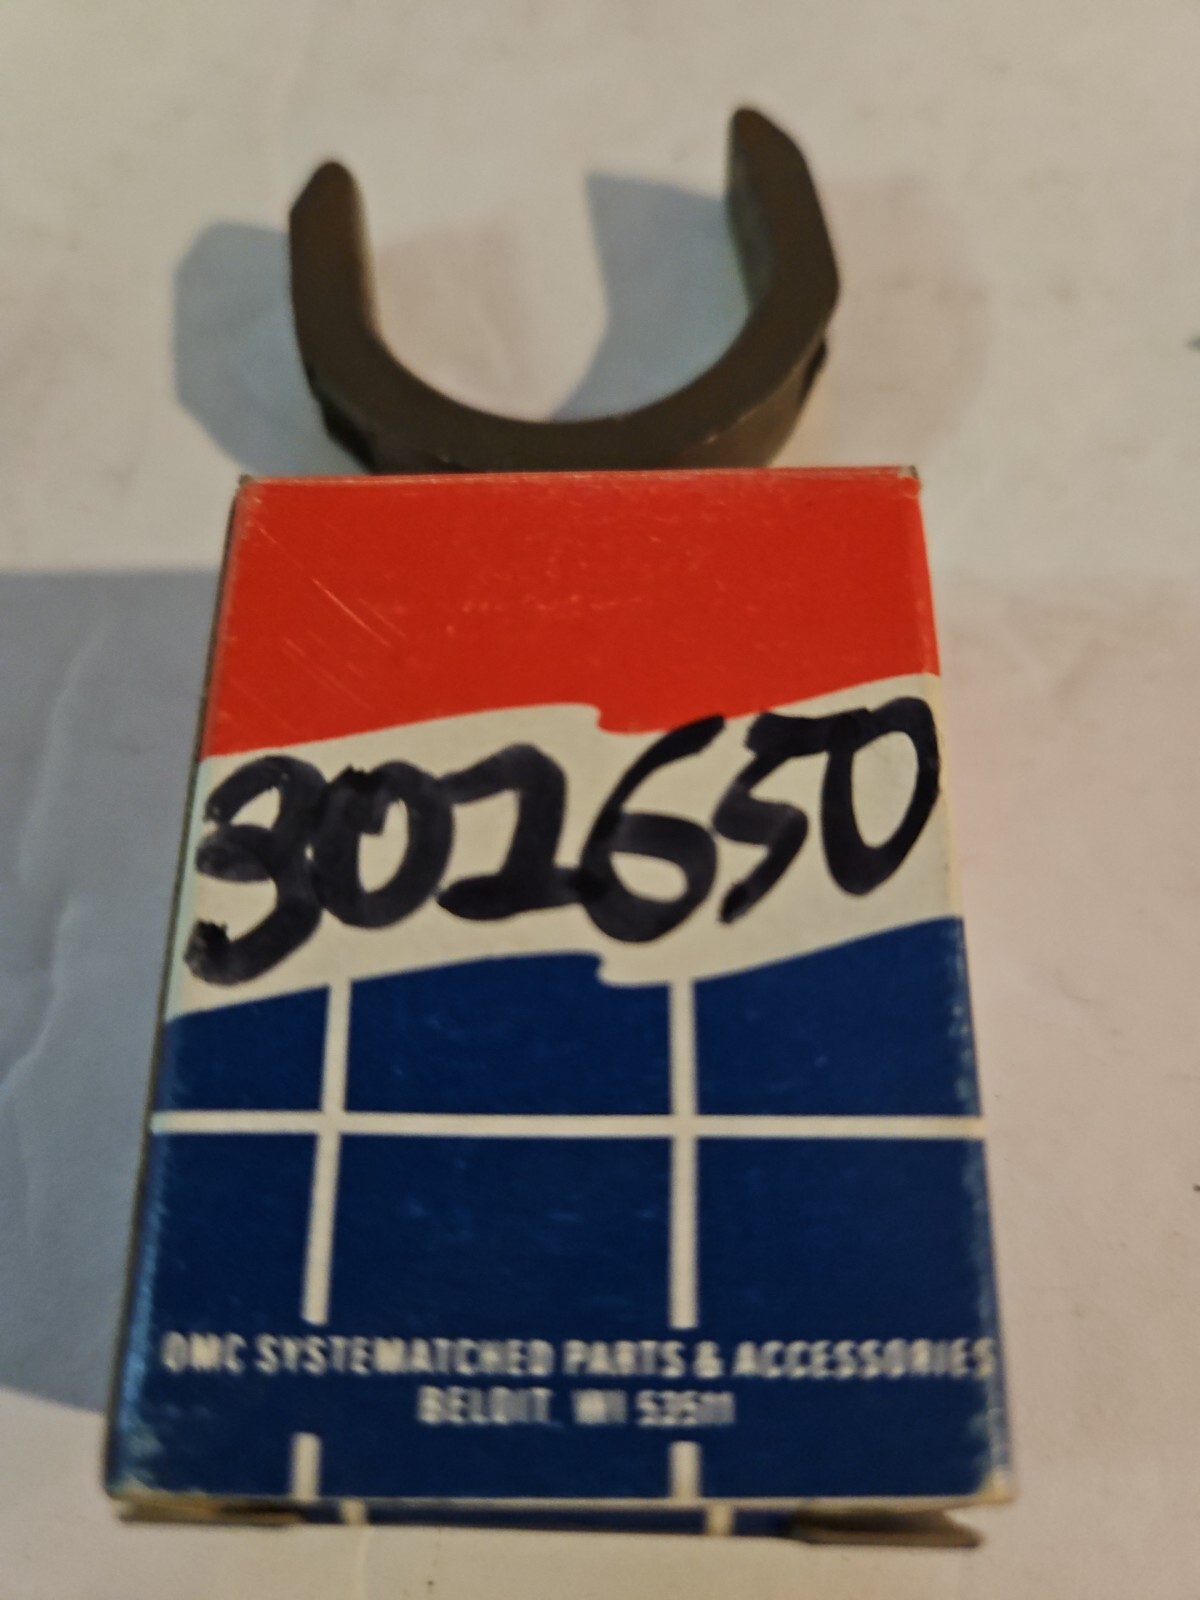 302650
OMC SYSTEMATCHED PARTS & ACCESSORIES
BELOIT, WI 53511